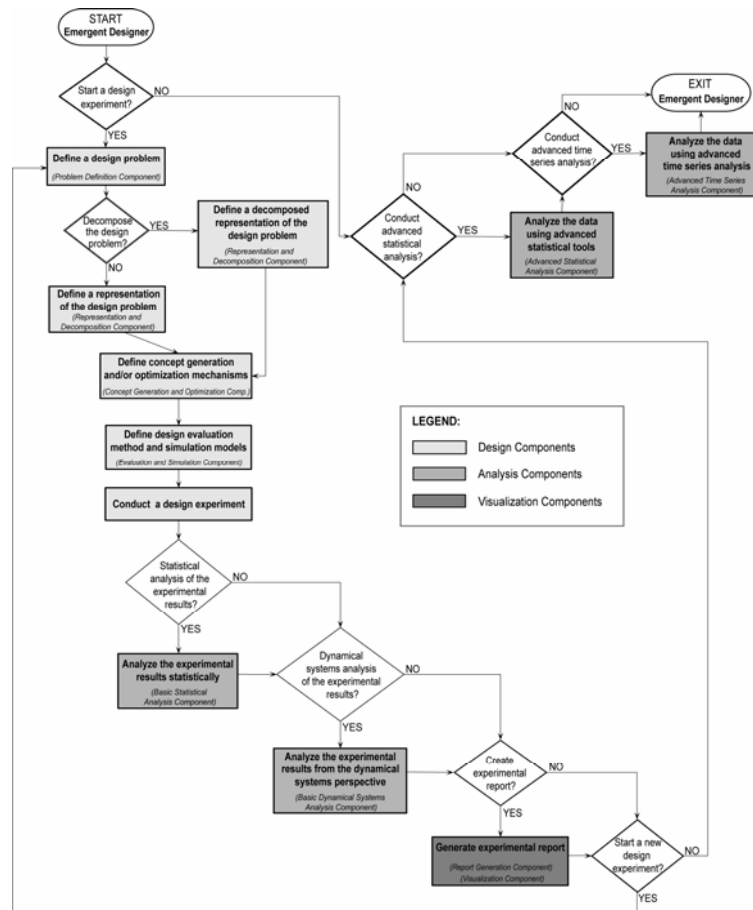 START
Emergent Designer
Start a design
experiment?
NO
YES
Define a design problem
(Problem Definition Component)
Decompose
the design
problem?
YES
NO
Define a decomposed
representation of the
design problem
(Representation and
Decomposition Component)
Define a representation
of the design problem
(Representation and
Decomposition Component)
Define concept generation
and/or optimization mechanisms
(Concept Generation and Optimization Comp.)
Define design evaluation
method and simulation models
(Evaluation and Simulation Component)
Conduct a design experiment
Statistical
analysis of the
experimental
results?
NO
YES
Analyze the experimental
results statistically
(Basic Statistical
Analysis Component)
Dynamical
systems analysis
of the experimental
results?
NO
YES
Analyze the experimental
results from the dynamical
systems perspective
(Basic Dynamical Systems
Analysis Component)
Create
experimental
report?
NO
YES
Generate experimental report
(Report Generation Component)
(Visualization Component)
Start a new
design
experiment?
NO
YES
Conduct
advanced
statistical
analysis?
NO
YES
Analyze the data
using advanced
statistical tools
(Advanced Statistical
Analysis Component)
Conduct
advanced time
series analysis?
NO
YES
Analyze the data
using advanced
time series analysis
(Advanced Time Series
Analysis Component)
EXIT
Emergent Designer
LEGEND:
Design Components
Analysis Components
Visualization Components